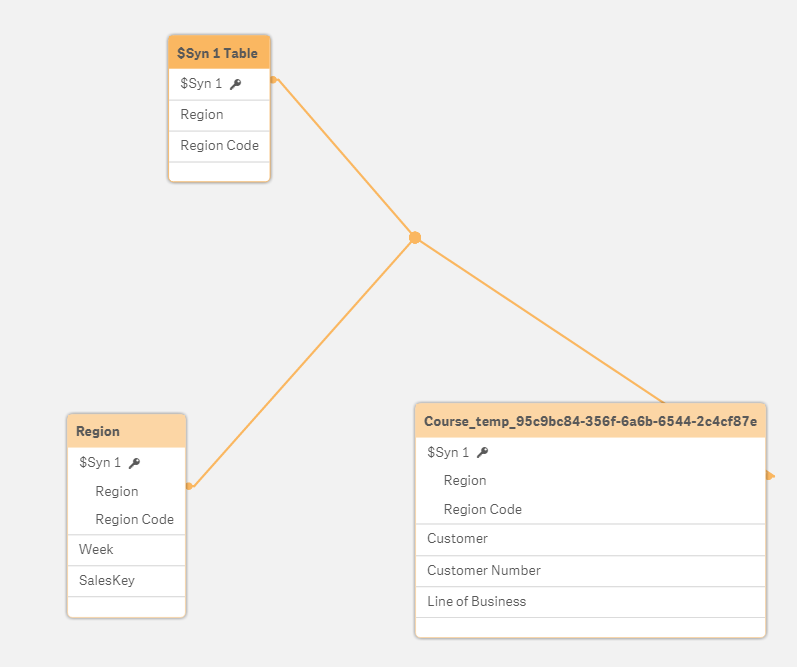 $Syn 1 Table
$Syn 1
Region
Region Code
Region
$Syn 1
Region
Region Code
Week
SalesKey
Course_temp_95c9bc84-356f-6a6b-6544-2c4cf87e
$Syn 1
Region
Region Code
Customer
Customer Number
Line of Business